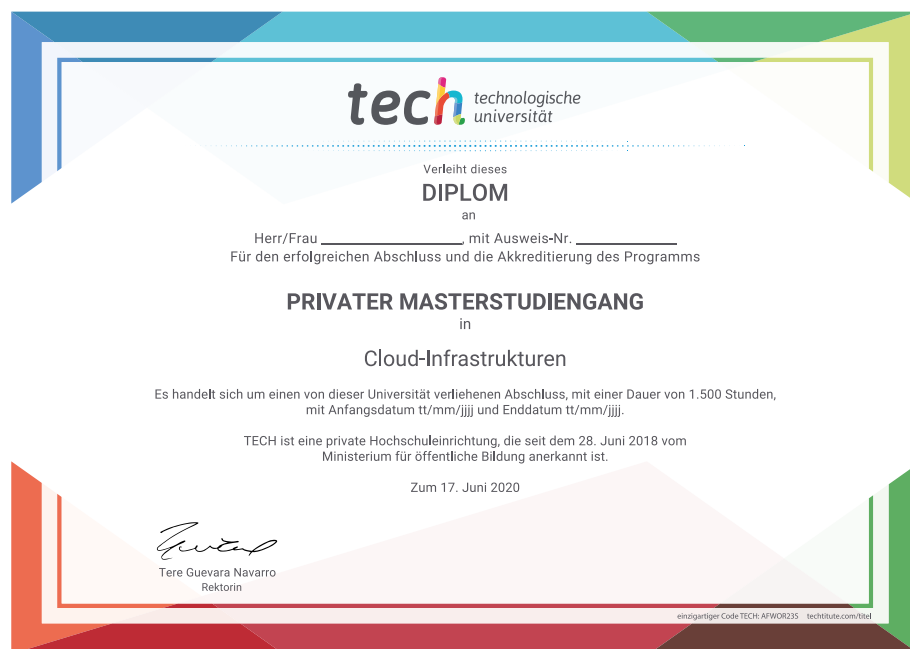 tech technologische
universität
Verleiht dieses
DIPLOM
an
Herr/Frau ____________________, mit Ausweis-Nr. __________________
Für den erfolgreichen Abschluss und die Akkreditierung des Programms
PRIVATER MASTERSTUDIENGANG
in
Cloud-Infrastrukturen
Es handelt sich um einen von dieser Universität verliehenen Abschluss, mit einer Dauer von 1.500 Stunden,
mit Anfangsdatum tt/mm/jjjj und Enddatum tt/mm/jjjj.
TECH ist eine private Hochschuleinrichtung, die seit dem 28. Juni 2018 vom
Ministerium für öffentliche Bildung anerkannt ist.
Zum 17. Juni 2020
Tere Guevara Navarro
Rektorin
einzigartiger Code TECH: AFWOR23S techtitute.com/titel